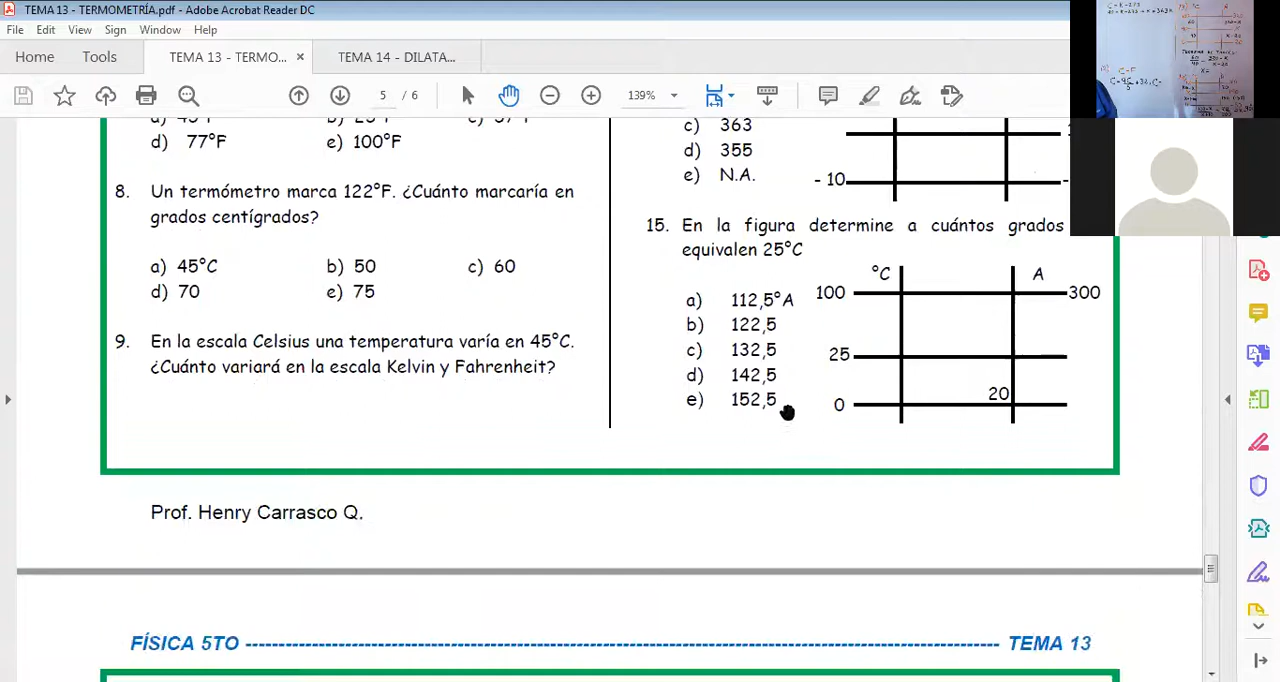 TEMA 13 - TERMOMETRÍA.pdf - Adobe Acrobat Reader DC
File Edit View Sign Window Help
Home Tools TEMA 13 - TERMO... × TEMA 14 - DILATA...
5 / 6 139%
d) 77°F e) 100°F
8. Un termómetro marca 122°F. ¿Cuánto marcaría en
grados centígrados?
a) 45°C b) 50 c) 60
d) 70 e) 75
9. En la escala Celsius una temperatura varía en 45°C.
¿Cuánto variará en la escala Kelvin y Fahrenheit?
c) 363
d) 355
e) N.A.
- 10
15. En la figura determine a cuántos grados
equivalen 25°C
a) 112,5°A
b) 122,5
c) 132,5
d) 142,5
e) 152,5
°C A
100 300
25
0 20
Prof. Henry Carrasco Q.
FÍSICA 5TO ---------------------------------------------------------------------------------------- TEMA 13